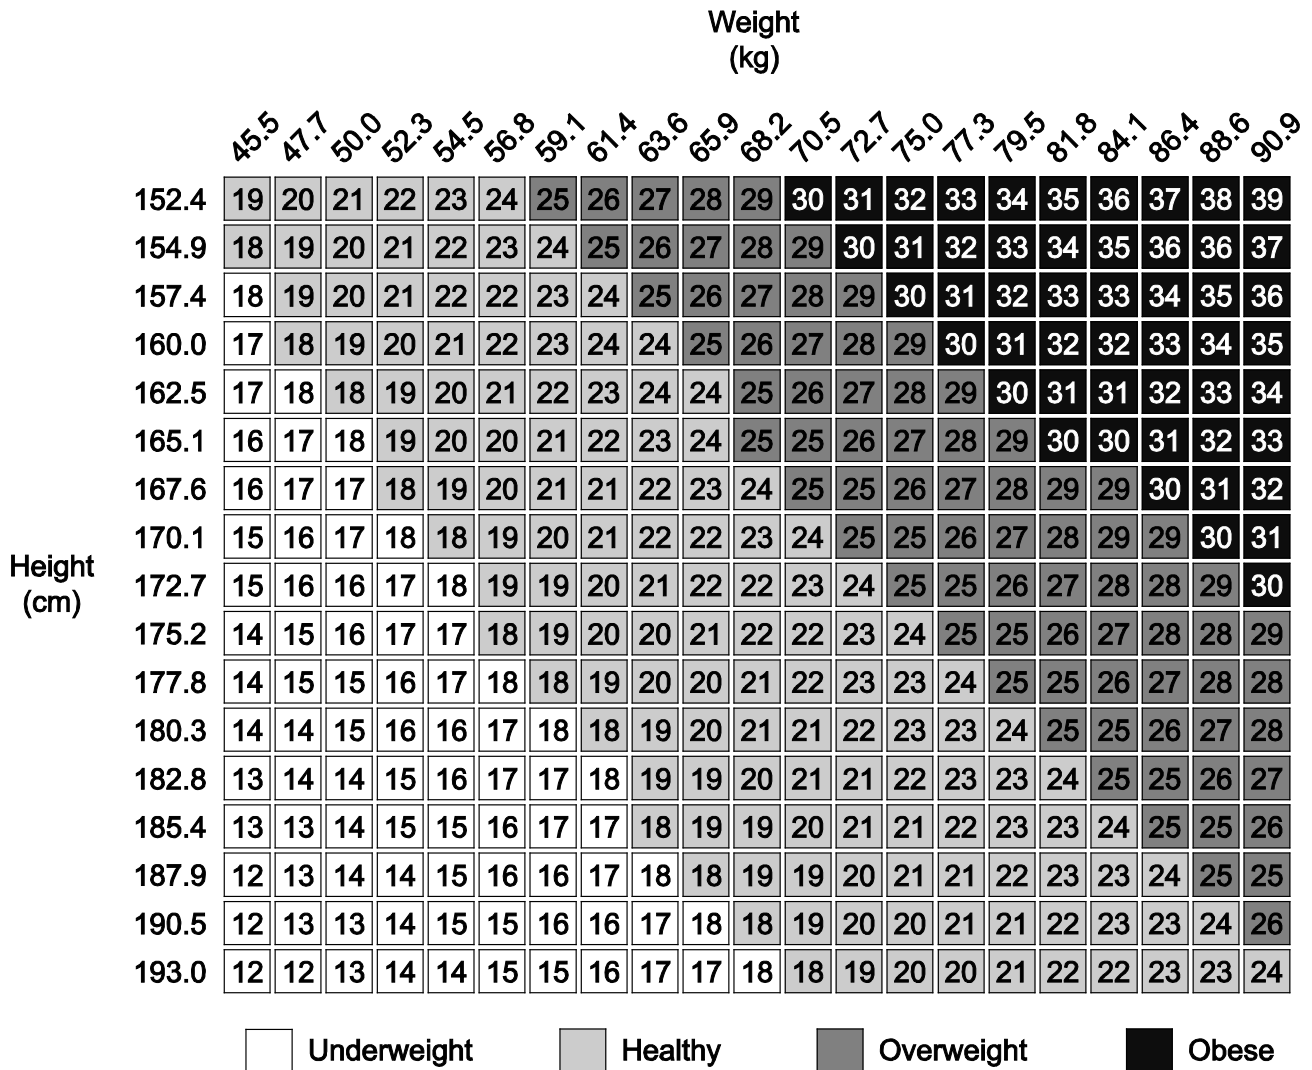 Weight
(kg)
45.5 47.7 50.0 52.3 54.5 56.8 59.1 61.4 63.6 65.9 68.2 70.5 72.7 75.0 77.3 79.5 81.8 84.1 86.4 88.6 90.9
152.4 19 20 21 22 23 24 25 26 27 28 29 30 31 32 33 34 35 36 37 38 39
154.9 18 19 20 21 22 23 24 25 26 27 28 29 30 31 32 33 34 35 36 36 37
157.4 18 19 20 21 22 22 23 24 25 26 27 28 29 30 31 32 33 33 34 35 36
160.0 17 18 19 20 21 22 23 24 24 25 26 27 28 29 30 31 32 32 33 34 35
162.5 17 18 18 19 20 21 22 23 24 24 25 26 27 28 29 30 31 31 32 33 34
165.1 16 17 18 19 20 20 21 22 23 24 25 25 26 27 28 29 30 30 31 32 33
167.6 16 17 17 18 19 20 21 21 22 23 24 25 25 26 27 28 29 29 30 31 32
170.1 15 16 17 18 18 19 20 21 22 22 23 24 25 25 26 27 28 29 29 30 31
Height
(cm)
172.7 15 16 16 17 18 19 19 20 21 22 22 23 24 25 25 26 27 28 28 29 30
175.2 14 15 16 17 17 18 19 20 20 21 22 22 23 24 25 25 26 27 28 28 29
177.8 14 15 15 16 17 18 18 19 20 20 21 22 23 23 24 25 25 26 27 28 28
180.3 14 14 15 16 16 17 18 18 19 20 21 21 22 23 23 24 25 25 26 27 28
182.8 13 14 14 15 16 17 17 18 19 19 20 21 21 22 23 23 24 25 25 26 27
185.4 13 13 14 15 15 16 17 17 18 19 19 20 21 21 22 23 23 24 25 25 26
187.9 12 13 14 14 15 16 16 17 18 18 19 19 20 21 21 22 23 23 24 25 25
190.5 12 13 13 14 15 15 16 16 17 18 18 19 20 20 21 21 22 23 23 24 26
193.0 12 12 13 14 14 15 15 16 17 17 18 18 19 20 20 21 22 22 23 23 24
Underweight Healthy Overweight Obese